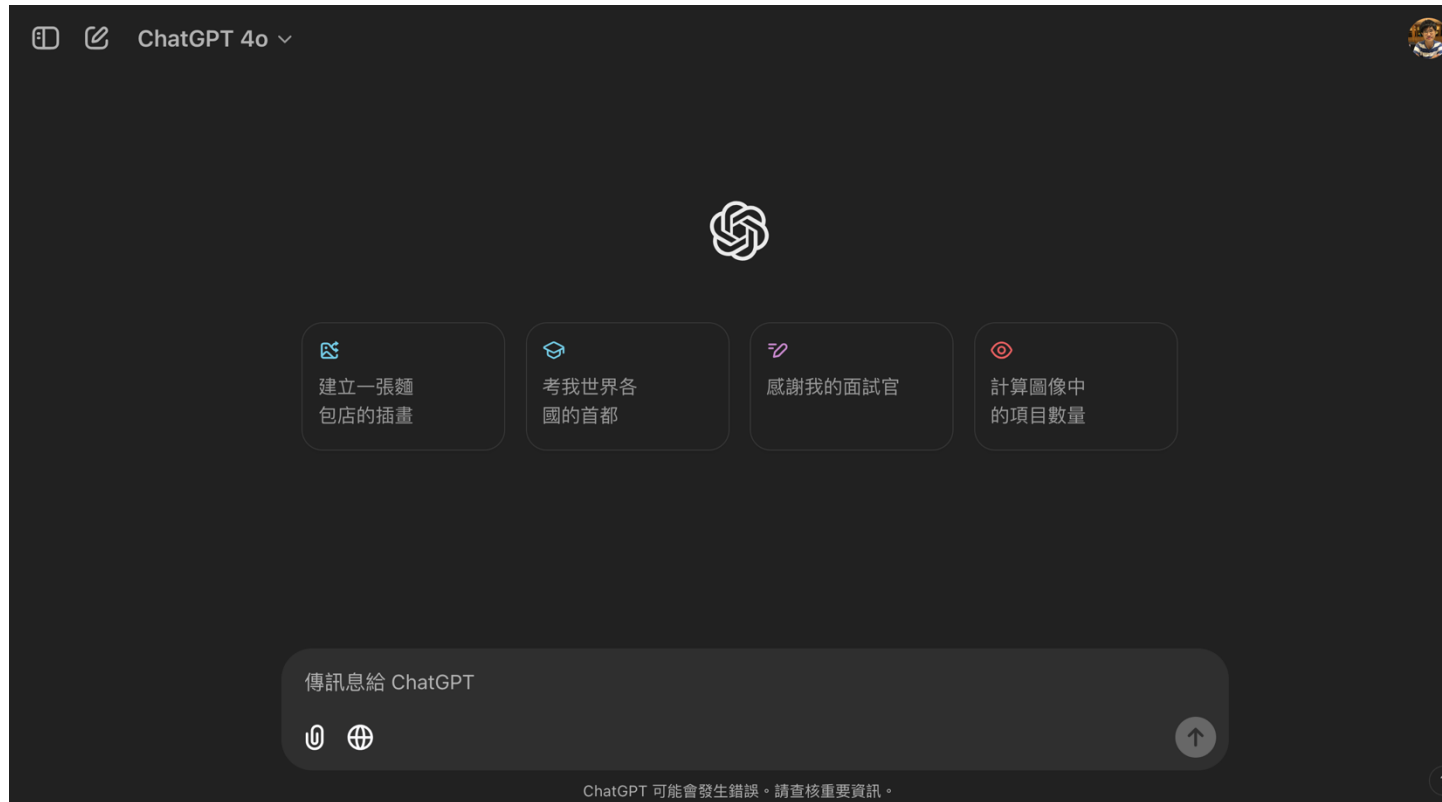 ChatGPT 4o
建立一張麵
包店的插畫
考我世界各
國的首都
感謝我的面試官
計算圖像中
的項目數量
傳訊息給 ChatGPT
ChatGPT 可能會發生錯誤。請查核重要資訊。